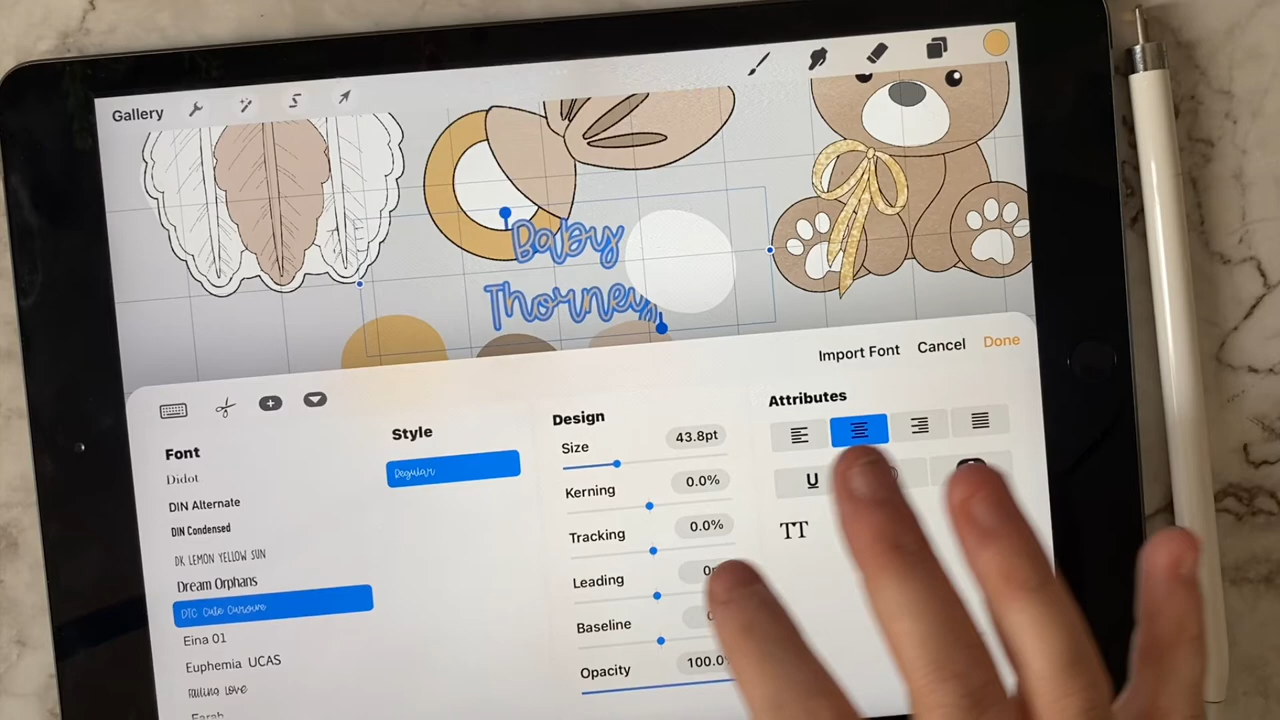 Gallery
Baby
Thorney
Import Font Cancel Done
Font
Didot
DIN Alternate
DIN Condensed
DK LEMON YELLOW SUN
Dream Orphans
DTC Cute Cursive
Eina 01
Euphemia UCAS
Falling Love
Farah
Style
Regular
Design
Size 43.8pt
Kerning 0.0%
Tracking 0.0%
Leading
Baseline
Opacity 100.0%
Attributes
U
TT